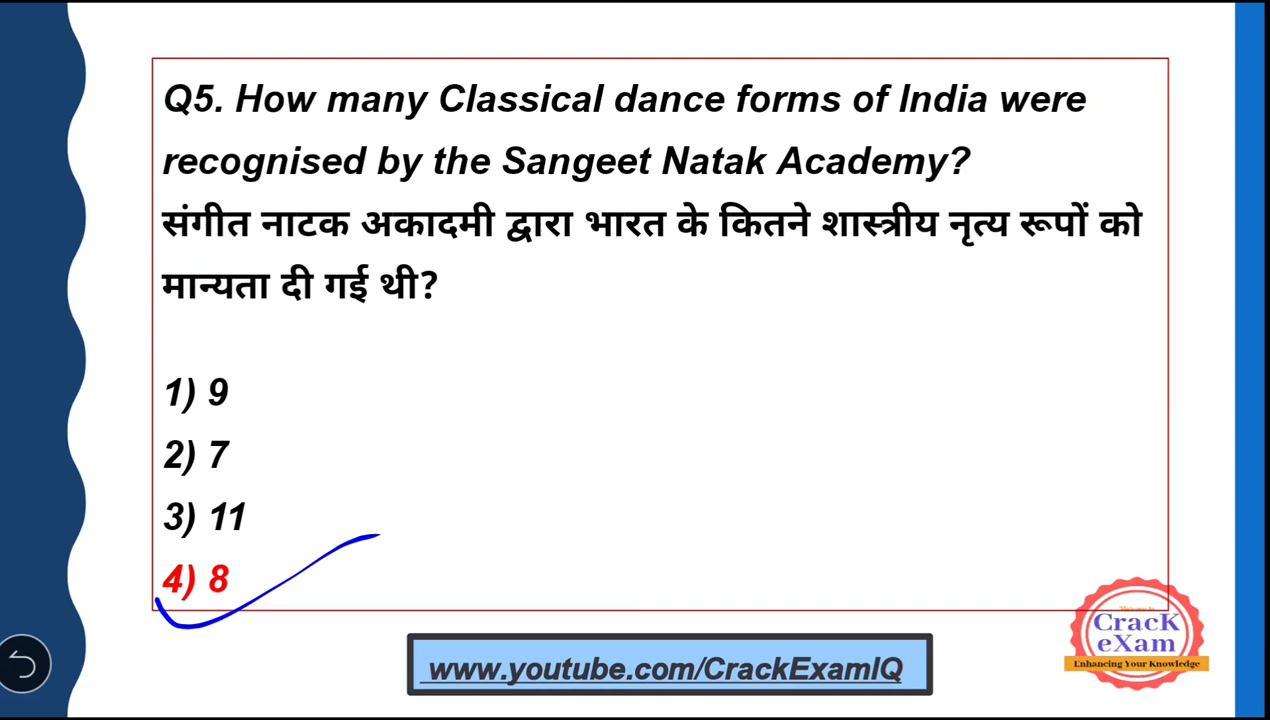 Q5. How many Classical dance forms of India were
recognised by the Sangeet Natak Academy?
संगीत नाटक अकादमी द्वारा भारत के कितने शास्त्रीय नृत्य रूपों को
मान्यता दी गई थी?
1) 9
2) 7
3) 11
4) 8
Welcome to
CracK
eXam
Enhancing Your Knowledge
www.youtube.com/CrackExamIQ